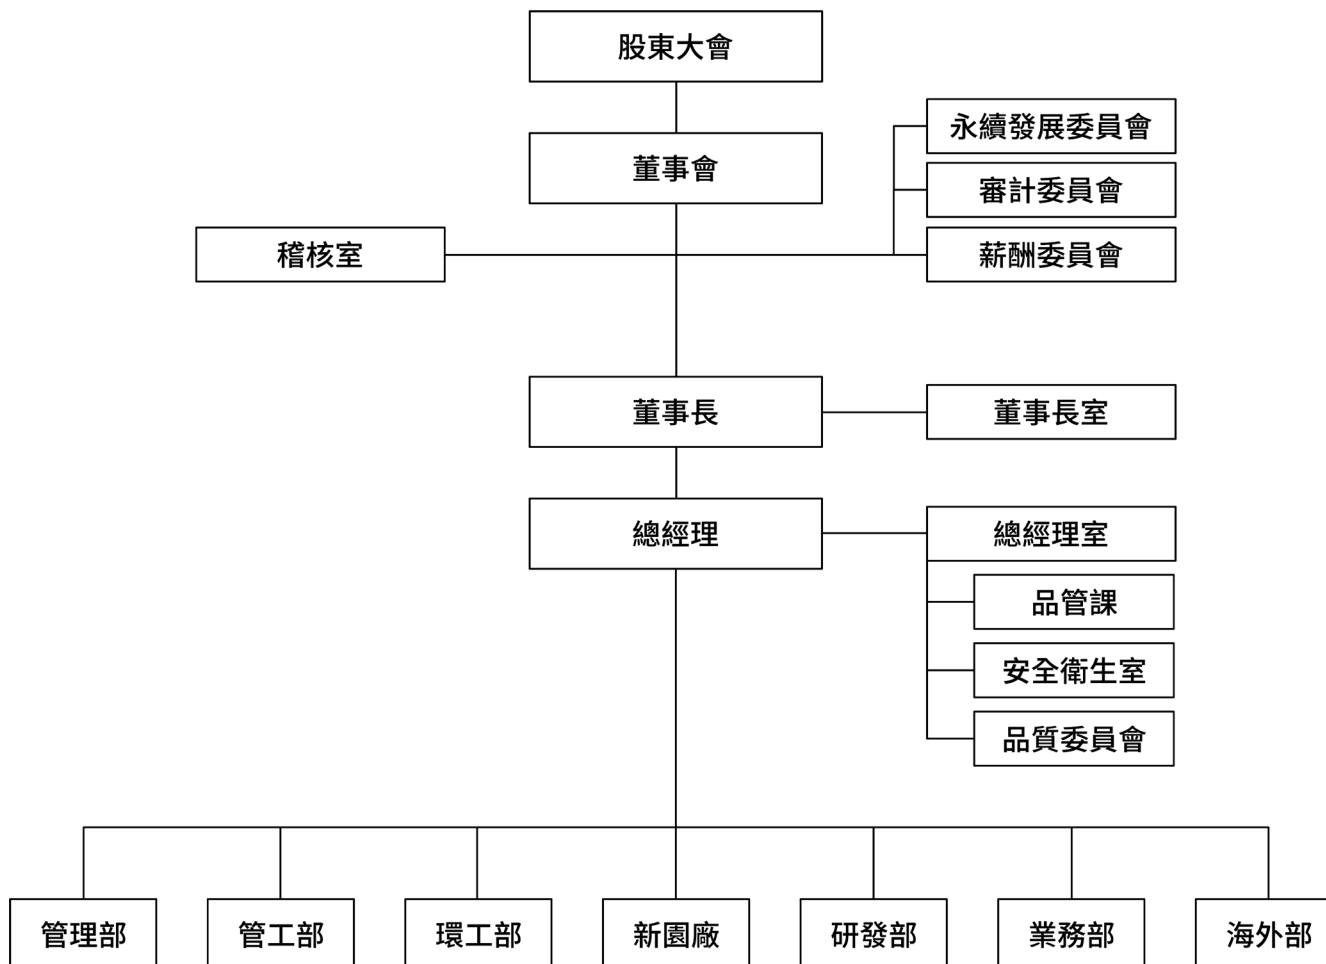 股東大會
董事會
永續發展委員會
審計委員會
薪酬委員會
稽核室
董事長
董事長室
總經理
總經理室
品管課
安全衛生室
品質委員會
管理部
管工部
環工部
新園廠
研發部
業務部
海外部